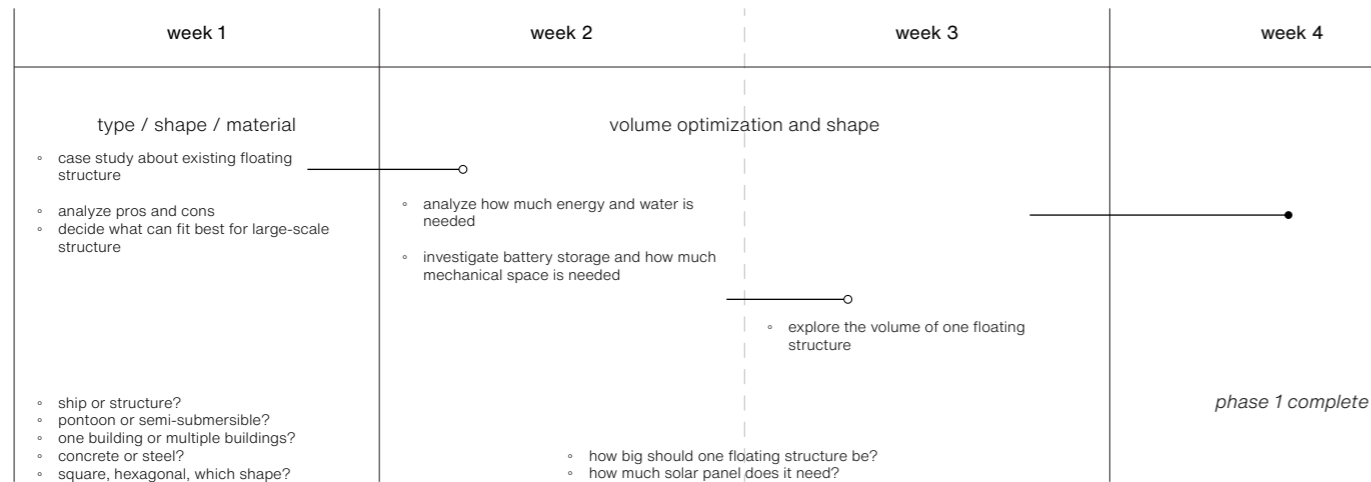 week 1
week 2
week 3
week 4
type / shape / material
◦ case study about existing floating
structure
◦ analyze pros and cons
◦ decide what can fit best for large-scale
structure
◦ ship or structure?
◦ pontoon or semi-submersible?
◦ one building or multiple buildings?
◦ concrete or steel?
◦ square, hexagonal, which shape?
volume optimization and shape
◦ analyze how much energy and water is
needed
◦ investigate battery storage and how much
mechanical space is needed
◦ explore the volume of one floating
structure
◦ how big should one floating structure be?
◦ how much solar panel does it need?
phase 1 complete